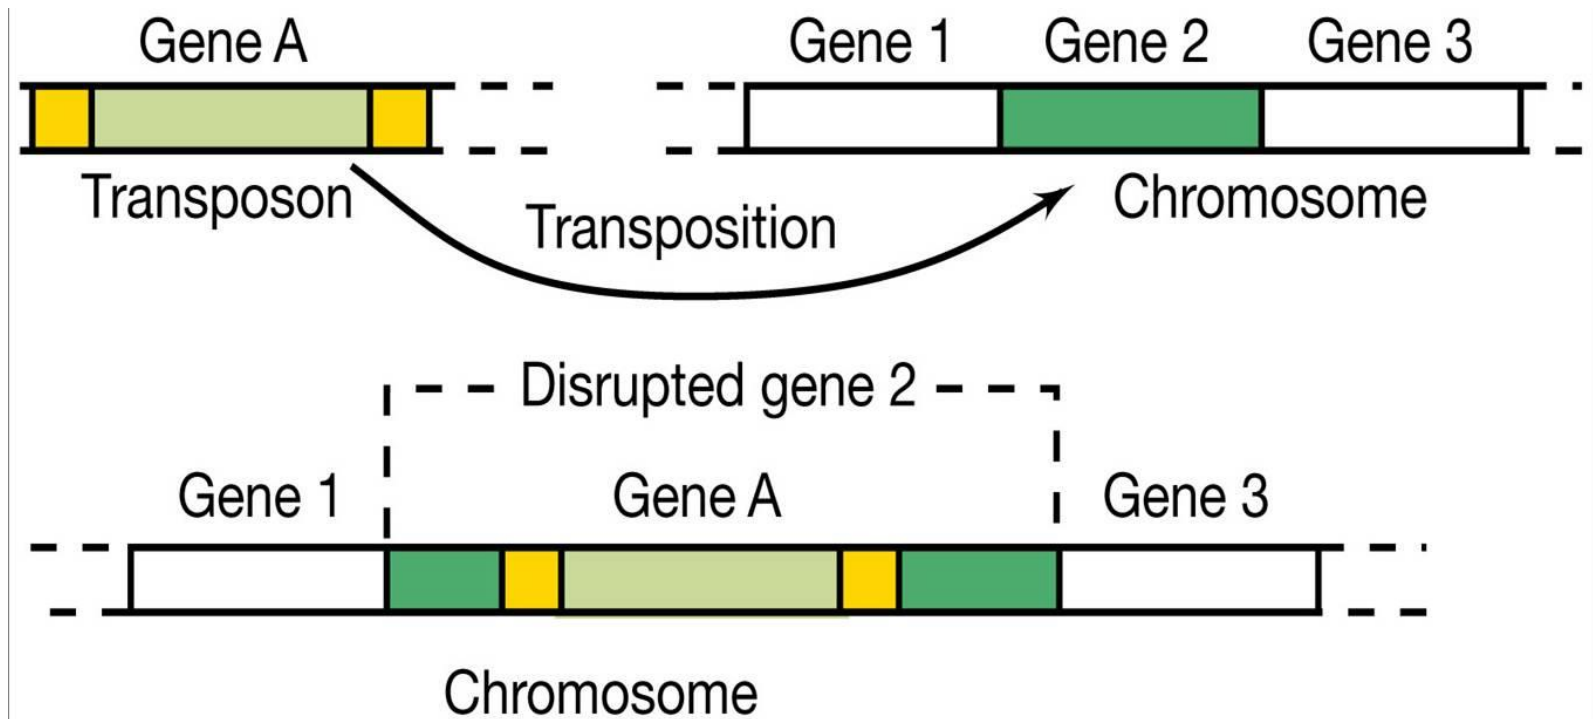 Gene A
Gene 1
Gene 2
Gene 3
Transposon
Transposition
Chromosome
Disrupted gene 2
Gene 1
Gene A
Gene 3
Chromosome